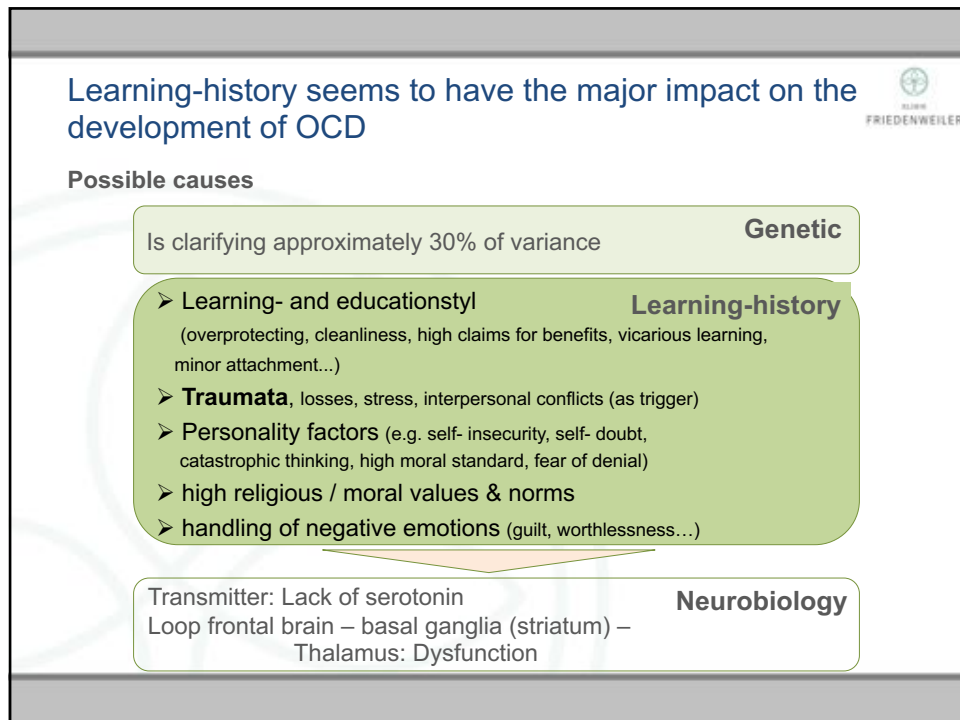 Learning-history seems to have the major impact on the
development of OCD
KLINIK
FRIEDENWEILER
Possible causes
Genetic
Is clarifying approximately 30% of variance
Learning-history
➢ Learning- and educationstyl
(overprotecting, cleanliness, high claims for benefits, vicarious learning,
minor attachment...)
➢ Traumata, losses, stress, interpersonal conflicts (as trigger)
➢ Personality factors (e.g. self- insecurity, self- doubt,
catastrophic thinking, high moral standard, fear of denial)
➢ high religious / moral values & norms
➢ handling of negative emotions (guilt, worthlessness…)
Neurobiology
Transmitter: Lack of serotonin
Loop frontal brain – basal ganglia (striatum) –
Thalamus: Dysfunction